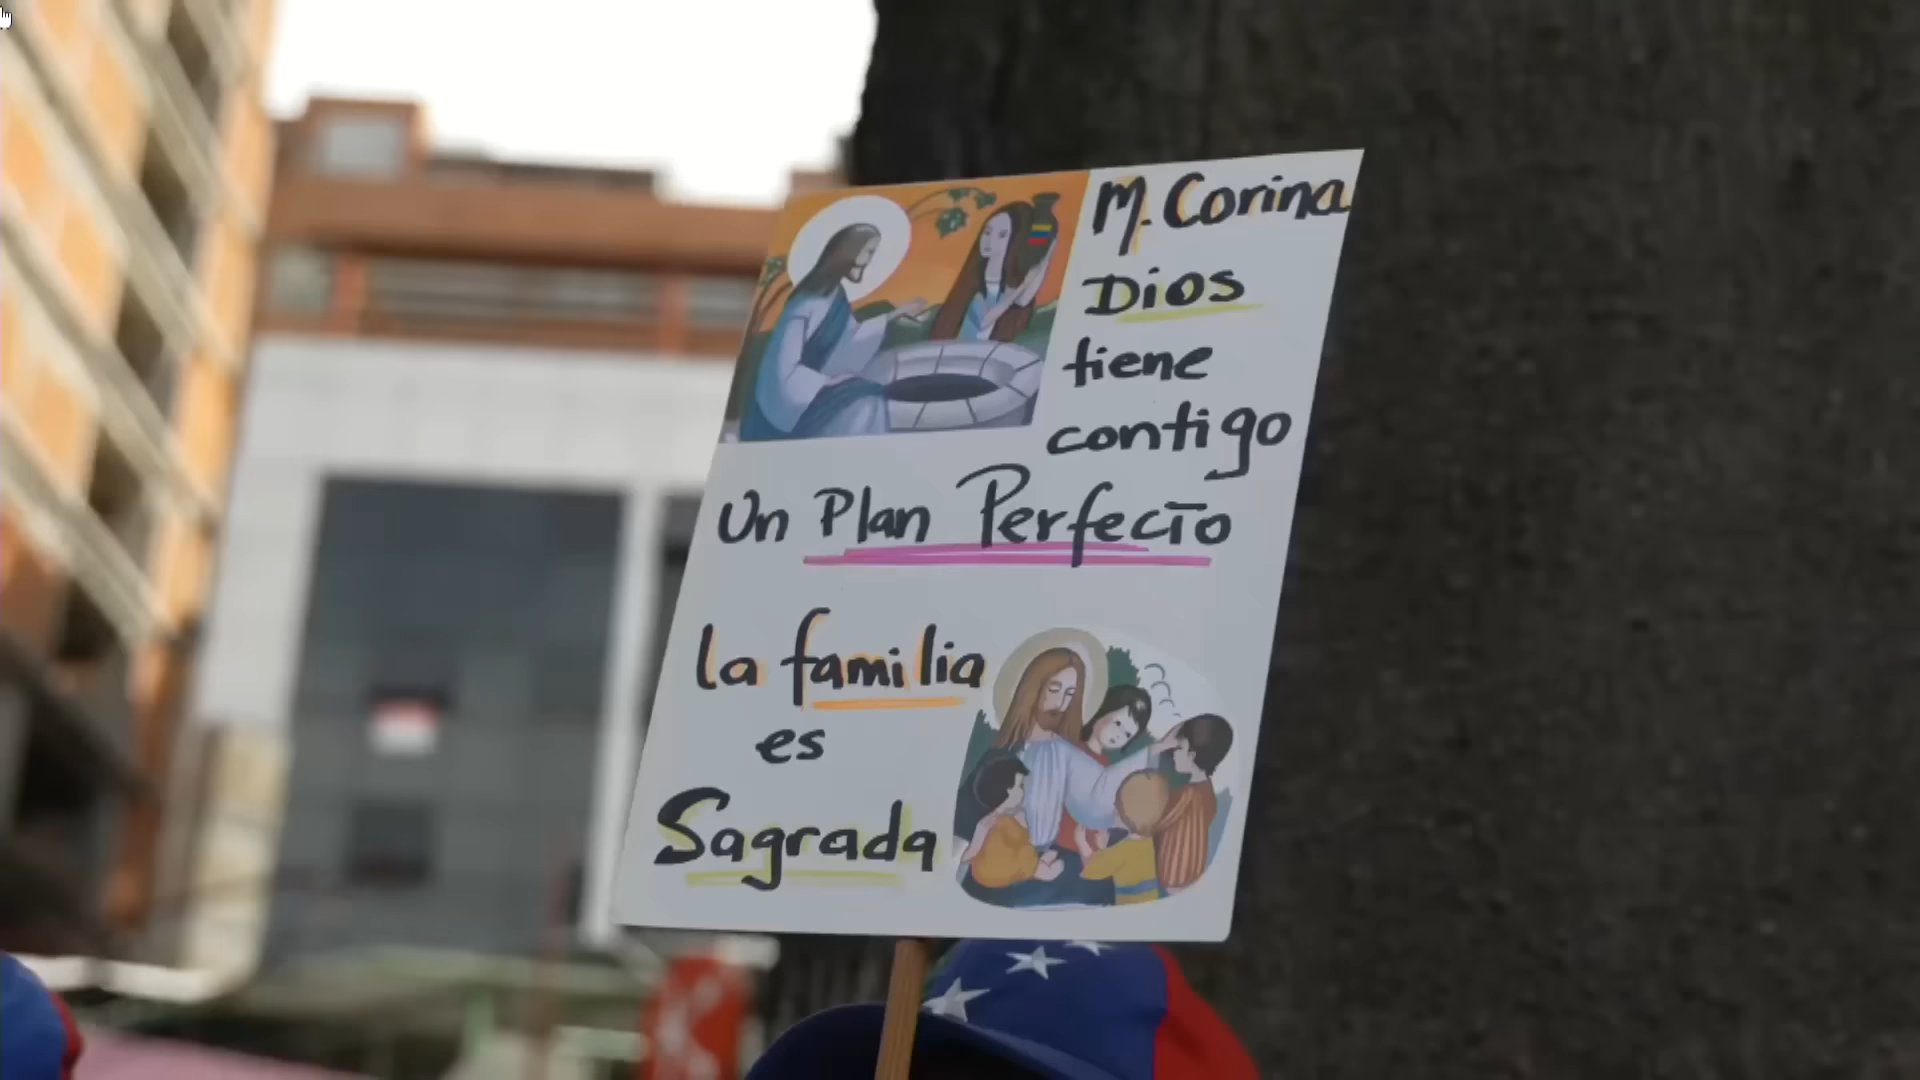 M. Corina
Dios
tiene
contigo
Un Plan Perfecto
la familia
es
Sagrada